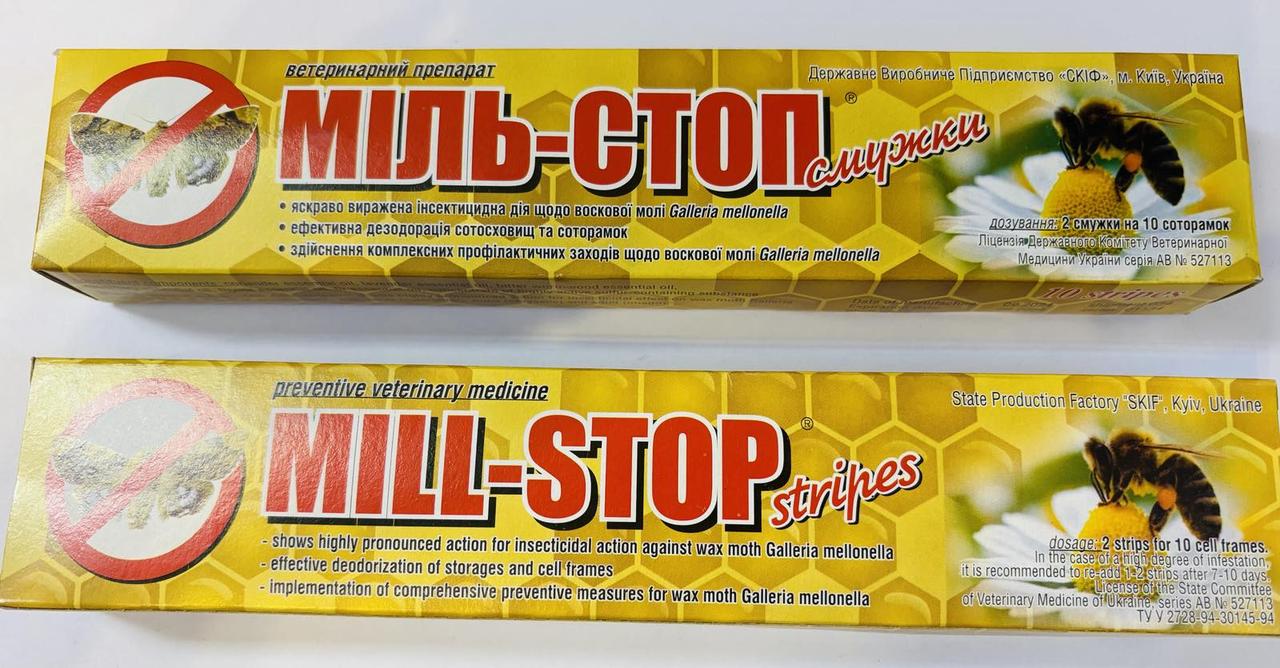 ветеринарний препарат
Державне Виробниче Підприємство «СКІФ», м. Київ, Україна
МІЛЬ-СТОП®
смужки
• яскраво виражена інсектицидна дія щодо воскової молі Galleria mellonella
• ефективна дезодорація сотосховищ та соторамок
• здійснення комплексних профілактичних заходів щодо воскової молі Galleria mellonella
дозування: 2 смужки на 10 соторамок
Ліцензія Державного Комітету Ветеринарної
Медицини України серія АВ № 527113
10 stripes
preventive veterinary medicine
State Production Factory "SKIF", Kyiv, Ukraine
MILL-STOP®
stripes
- shows highly pronounced action for insecticidal action against wax moth Galleria mellonella
- effective deodorization of storages and cell frames
- implementation of comprehensive preventive measures for wax moth Galleria mellonella
dosage: 2 strips for 10 cell frames.
In the case of a high degree of infestation,
it is recommended to re-add 1-2 strips after 7-10 days.
License of the State Committee
of Veterinary Medicine of Ukraine, series AB № 527113
ТУ У 2728-94-30145-94